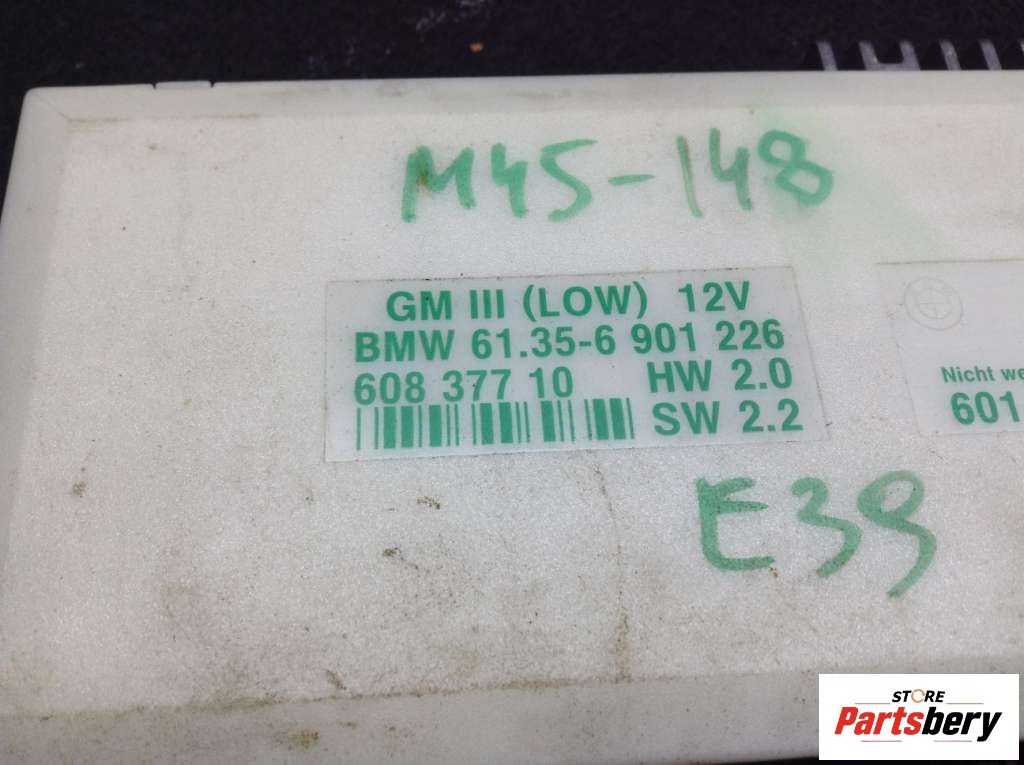 M45-148
GM III (LOW) 12V
BMW 61.35-6 901 226
608 377 10 HW 2.0
SW 2.2
Nicht
601
E39
STORE
Partsbery